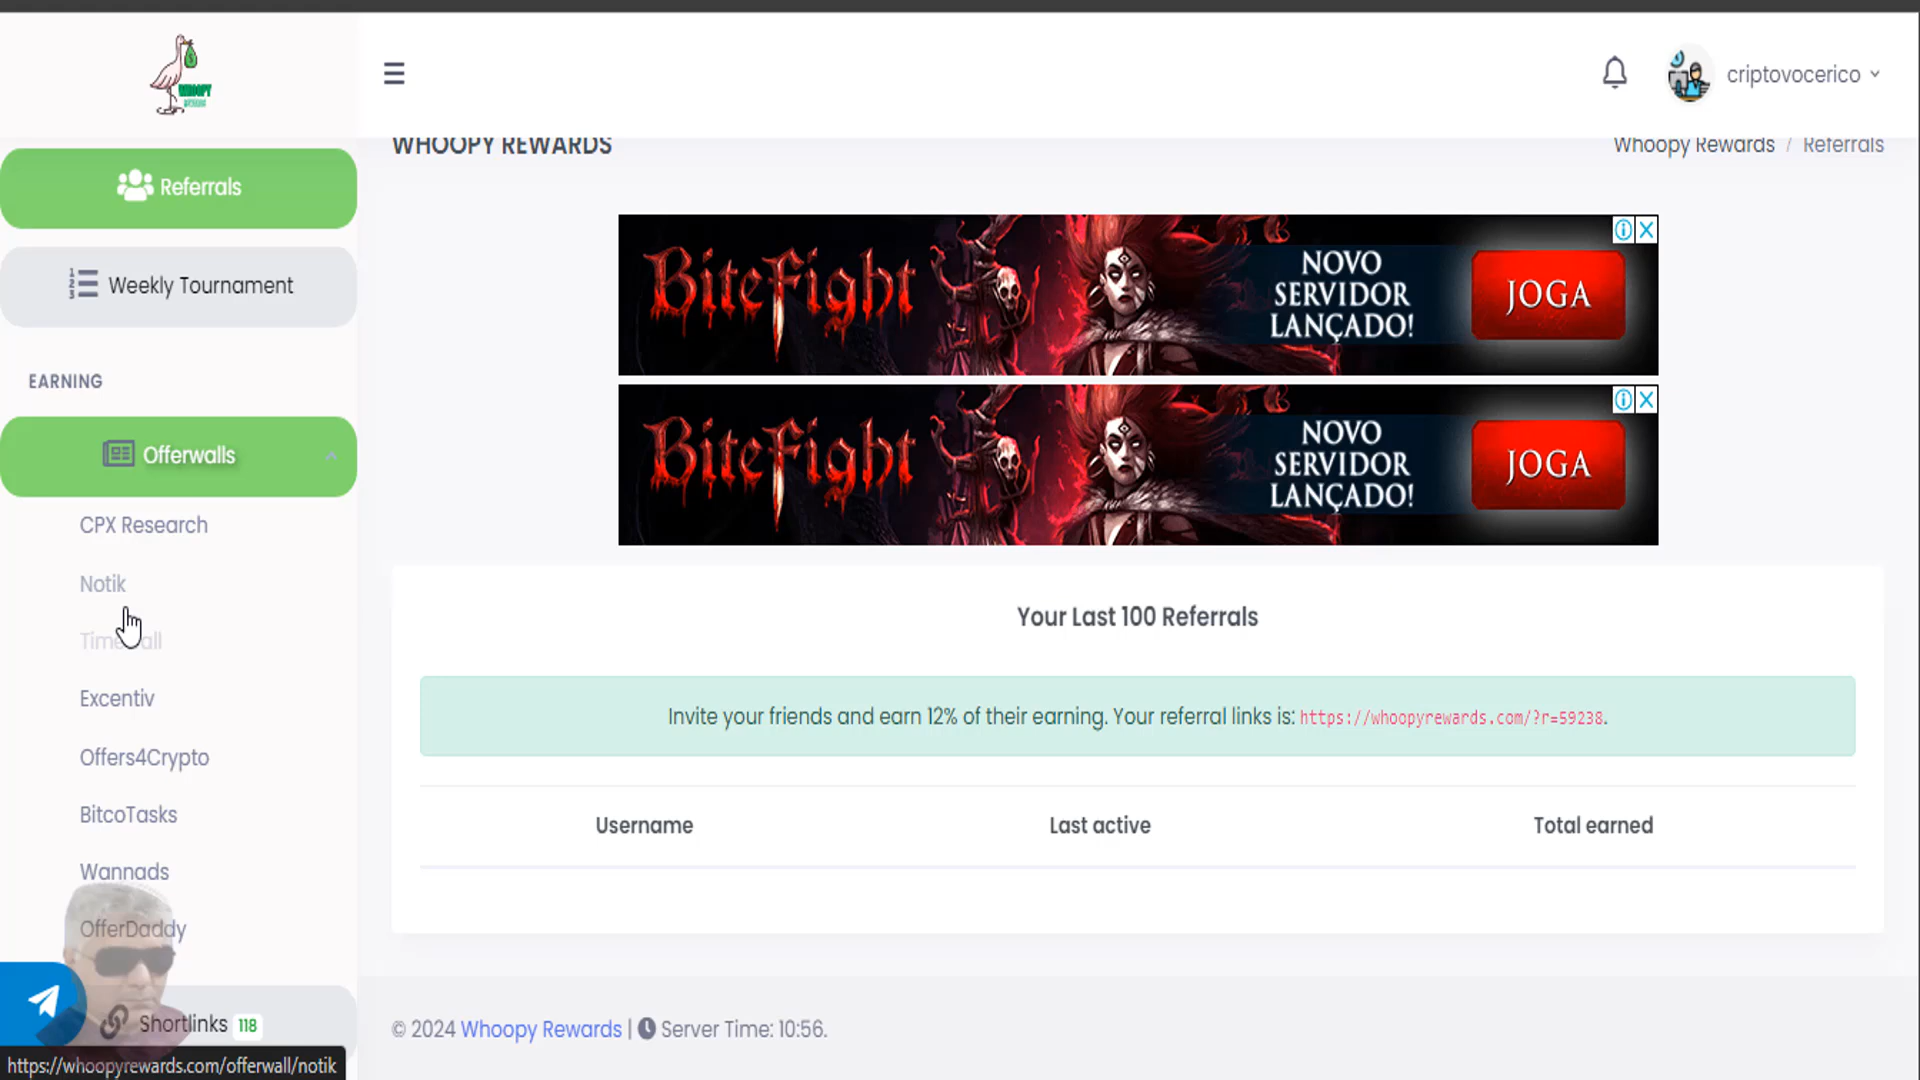 WHOOPY
criptovocerico
WHOOPY REWARDS
Whoopy Rewards / Referrals
Referrals
Weekly Tournament
EARNING
Offerwalls
CPX Research
Notik
Excentiv
Offers4Crypto
BitcoTasks
Wannads
OfferDaddy
Shortlinks 118
https://whoopyrewards.com/offerwall/notik
BiteFight
NOVO
SERVIDOR
LANÇADO!
JOGA
BiteFight
NOVO
SERVIDOR
LANÇADO!
JOGA
Your Last 100 Referrals
Invite your friends and earn 12% of their earning. Your referral links is: https://whoopyrewards.com/?r=59238.
Username Last active Total earned
© 2024 Whoopy Rewards | Server Time: 10:56.